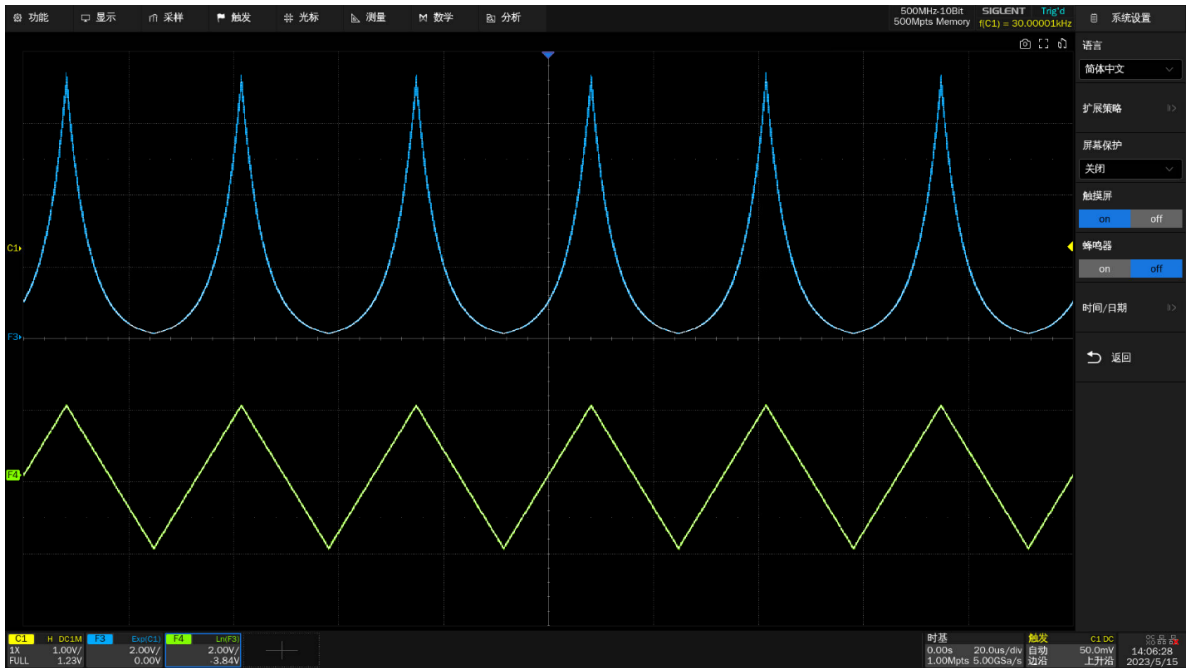 功能 显示 采样 触发 光标 测量 M 数学 分析
500MHz-10Bit SIGLENT Trig'd
500Mpts Memory f(C1) = 30.00001kHz
系统设置
语言
简体中文
扩展策略
屏幕保护
关闭
触摸屏
on off
蜂鸣器
on off
时间/日期
返回
C1
F3
F4
C1 H DC1M F3 Exp(C1) F4 Ln(F3)
1X 1.00V/ 2.00V/ 2.00V/
FULL 1.23V 0.00V -3.84V
时基 触发 C1 DC
0.00s 20.0us/div 自动 50.0mV 14:06:28
1.00Mpts 5.00GSa/s 边沿 上升沿 2023/5/15